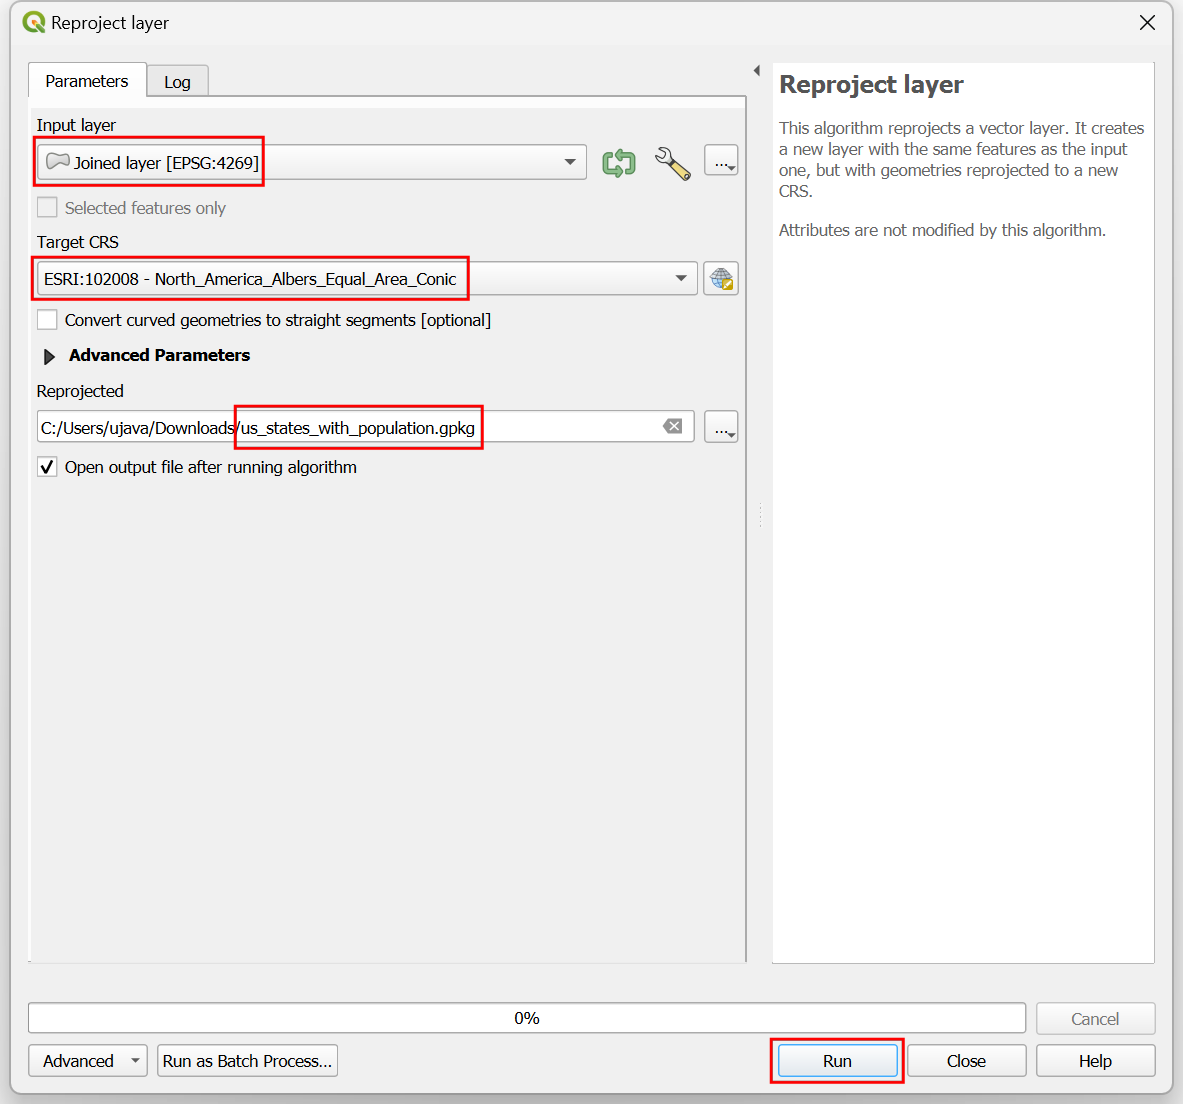 Reproject layer
Parameters
Log
Input layer
Joined layer [EPSG:4269]
...
Selected features only
Target CRS
ESRI:102008 - North_America_Albers_Equal_Area_Conic
Convert curved geometries to straight segments [optional]
Advanced Parameters
Reprojected
C:/Users/ujava/Downloads/us_states_with_population.gpkg
...
Open output file after running algorithm
Reproject layer
This algorithm reprojects a vector layer. It creates
a new layer with the same features as the input
one, but with geometries reprojected to a new
CRS.
Attributes are not modified by this algorithm.
0%
Cancel
Advanced
Run as Batch Process...
Run
Close
Help